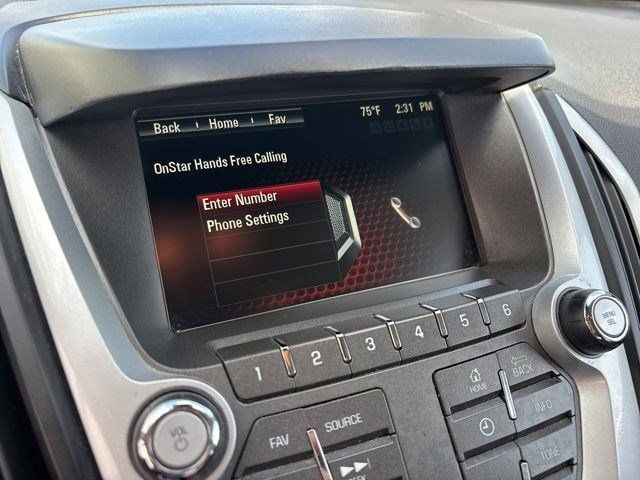 Back Home Fav
75°F 2:31 PM
OnStar Hands Free Calling
Enter Number
Phone Settings
1 2 3 4 5 6
MENU
SEL
VOL
FAV SOURCE
HOME BACK
INFO
TONE